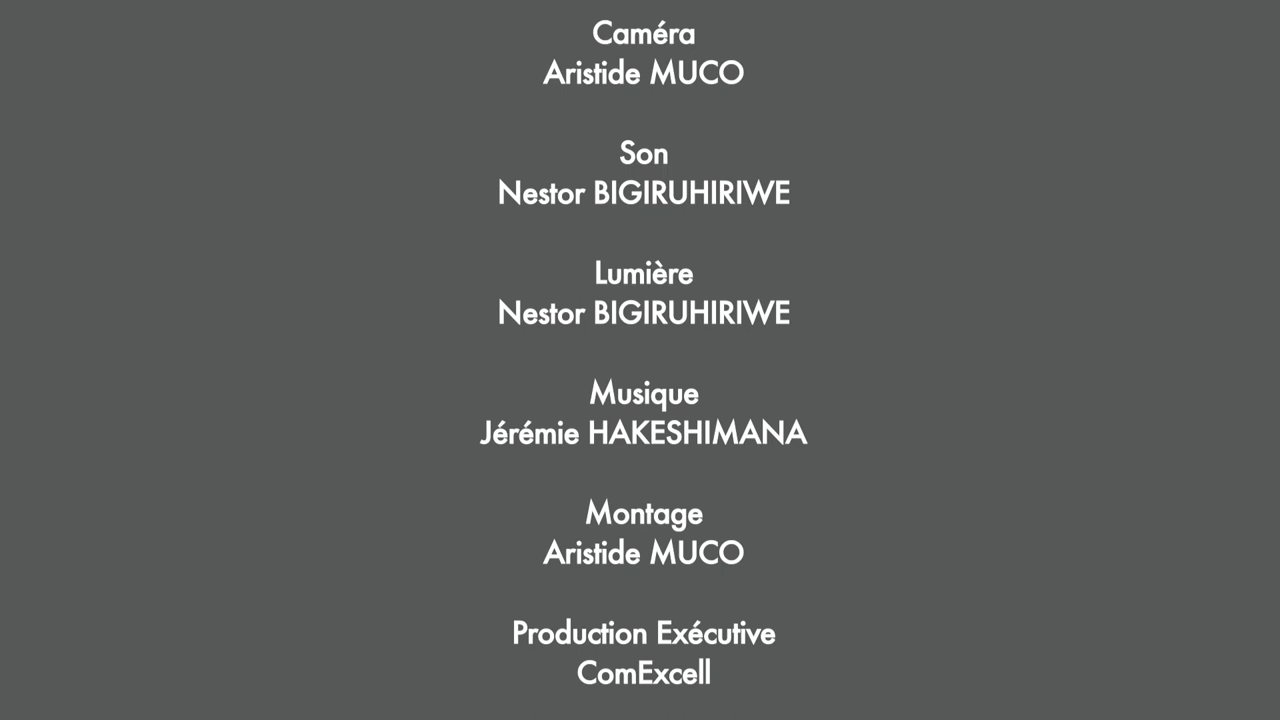 Caméra
Aristide MUCO
Son
Nestor BIGIRUHIRIWE
Lumière
Nestor BIGIRUHIRIWE
Musique
Jérémie HAKESHIMANA
Montage
Aristide MUCO
Production Exécutive
ComExcell